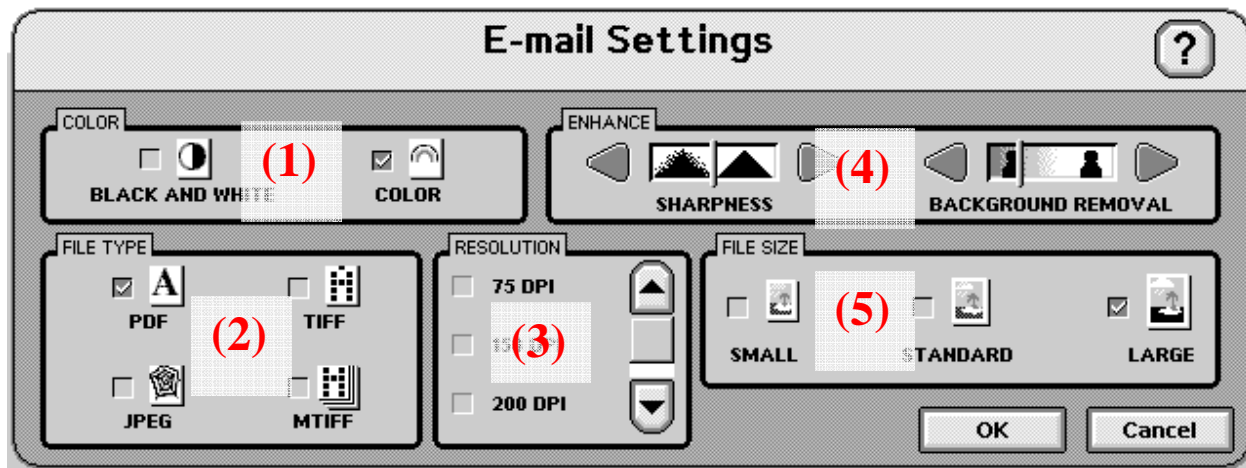 E-mail Settings
?
COLOR
ENHANCE
(1)
(4)
BLACK AND WHITE
COLOR
SHARPNESS
BACKGROUND REMOVAL
FILE TYPE
RESOLUTION
FILE SIZE
A
75 DPI
PDF
TIFF
(2)
(3)
(5)
SMALL
STANDARD
LARGE
JPEG
MTIFF
200 DPI
OK
Cancel